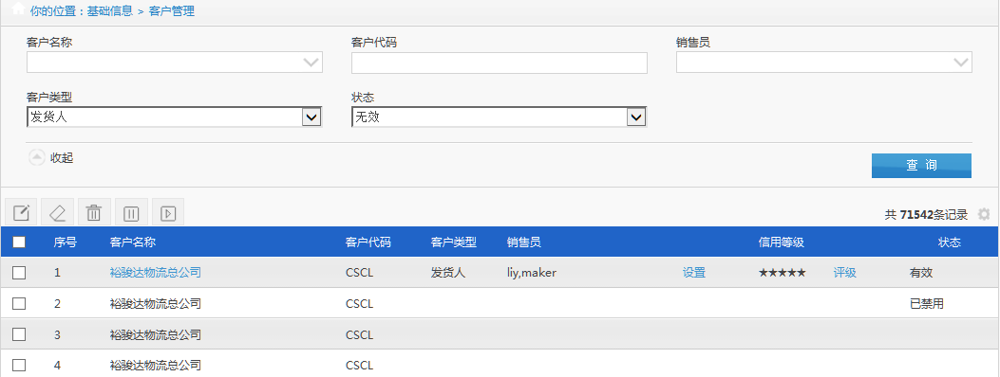 你的位置：基础信息 > 客户管理
客户名称 客户代码 销售员
客户类型 状态
发货人 无效
收起 查 询
共 71542条记录
序号 客户名称 客户代码 客户类型 销售员 信用等级 状态
1 裕骏达物流总公司 CSCL 发货人 liy,maker 设置 ★★★★★ 评级 有效
2 裕骏达物流总公司 CSCL 已禁用
3 裕骏达物流总公司 CSCL
4 裕骏达物流总公司 CSCL